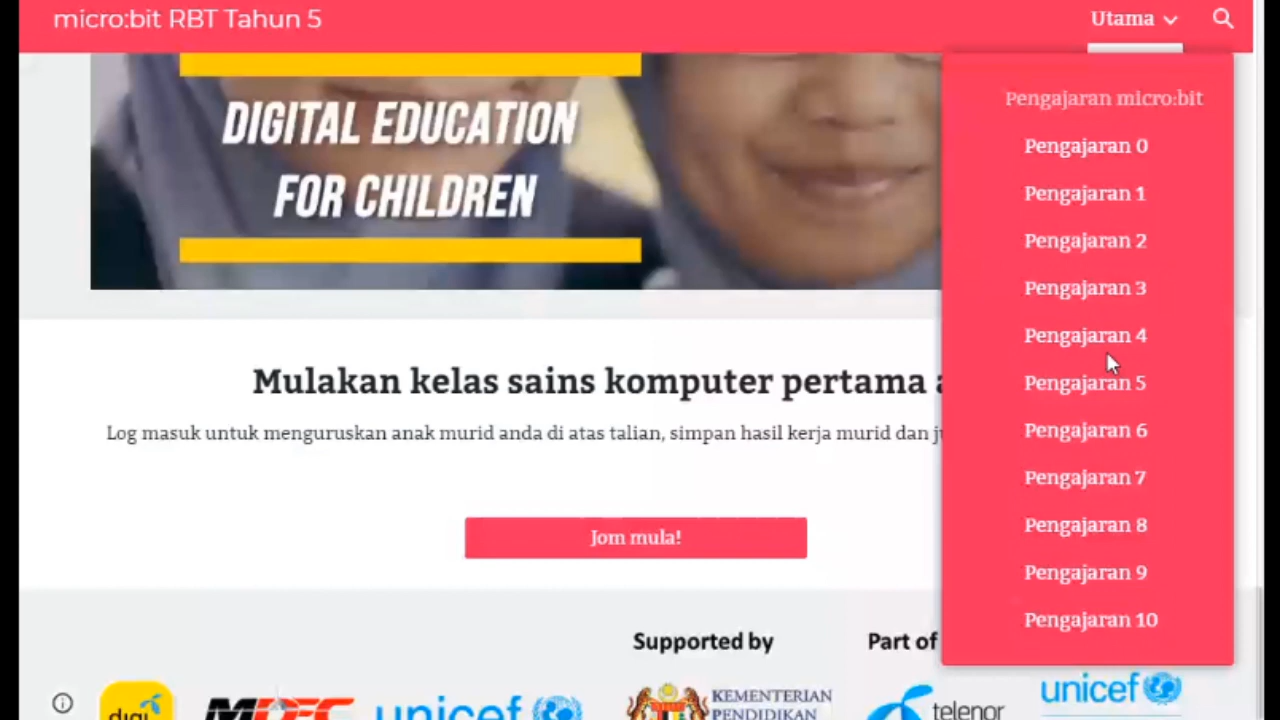 micro:bit RBT Tahun 5
Utama
DIGITAL EDUCATION
FOR CHILDREN
Pengajaran micro:bit
Pengajaran 0
Pengajaran 1
Pengajaran 2
Pengajaran 3
Pengajaran 4
Pengajaran 5
Pengajaran 6
Pengajaran 7
Pengajaran 8
Pengajaran 9
Pengajaran 10
Mulakan kelas sains komputer pertama
Log masuk untuk menguruskan anak murid anda di atas talian, simpan hasil kerja murid dan
Jom mula!
Supported by
Part of
digi
MDEC
unicef
KEMENTERIAN
PENDIDIKAN
telenor
unicef